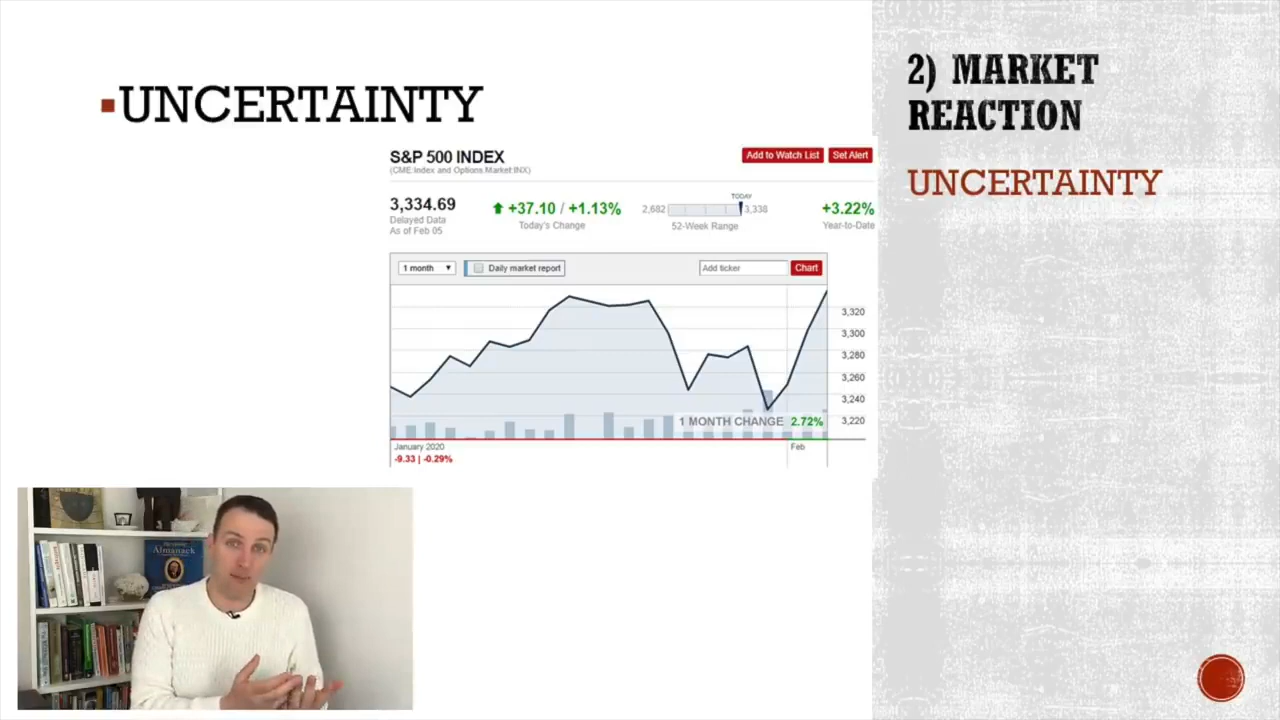 ▪UNCERTAINTY
2) MARKET
REACTION
UNCERTAINTY
S&P 500 INDEX
(CME:Index and Options Market:INX)
Add to Watch List
Set Alert
3,334.69
Delayed Data
As of Feb 05
+37.10 / +1.13%
Today's Change
TODAY
2,682
3,338
52-Week Range
+3.22%
Year-to-Date
1 month
Daily market report
Add ticker
Chart
3,320
3,300
3,280
3,260
3,240
3,220
1 MONTH CHANGE 2.72%
January 2020
Feb
-9.33 | -0.29%
Almanack